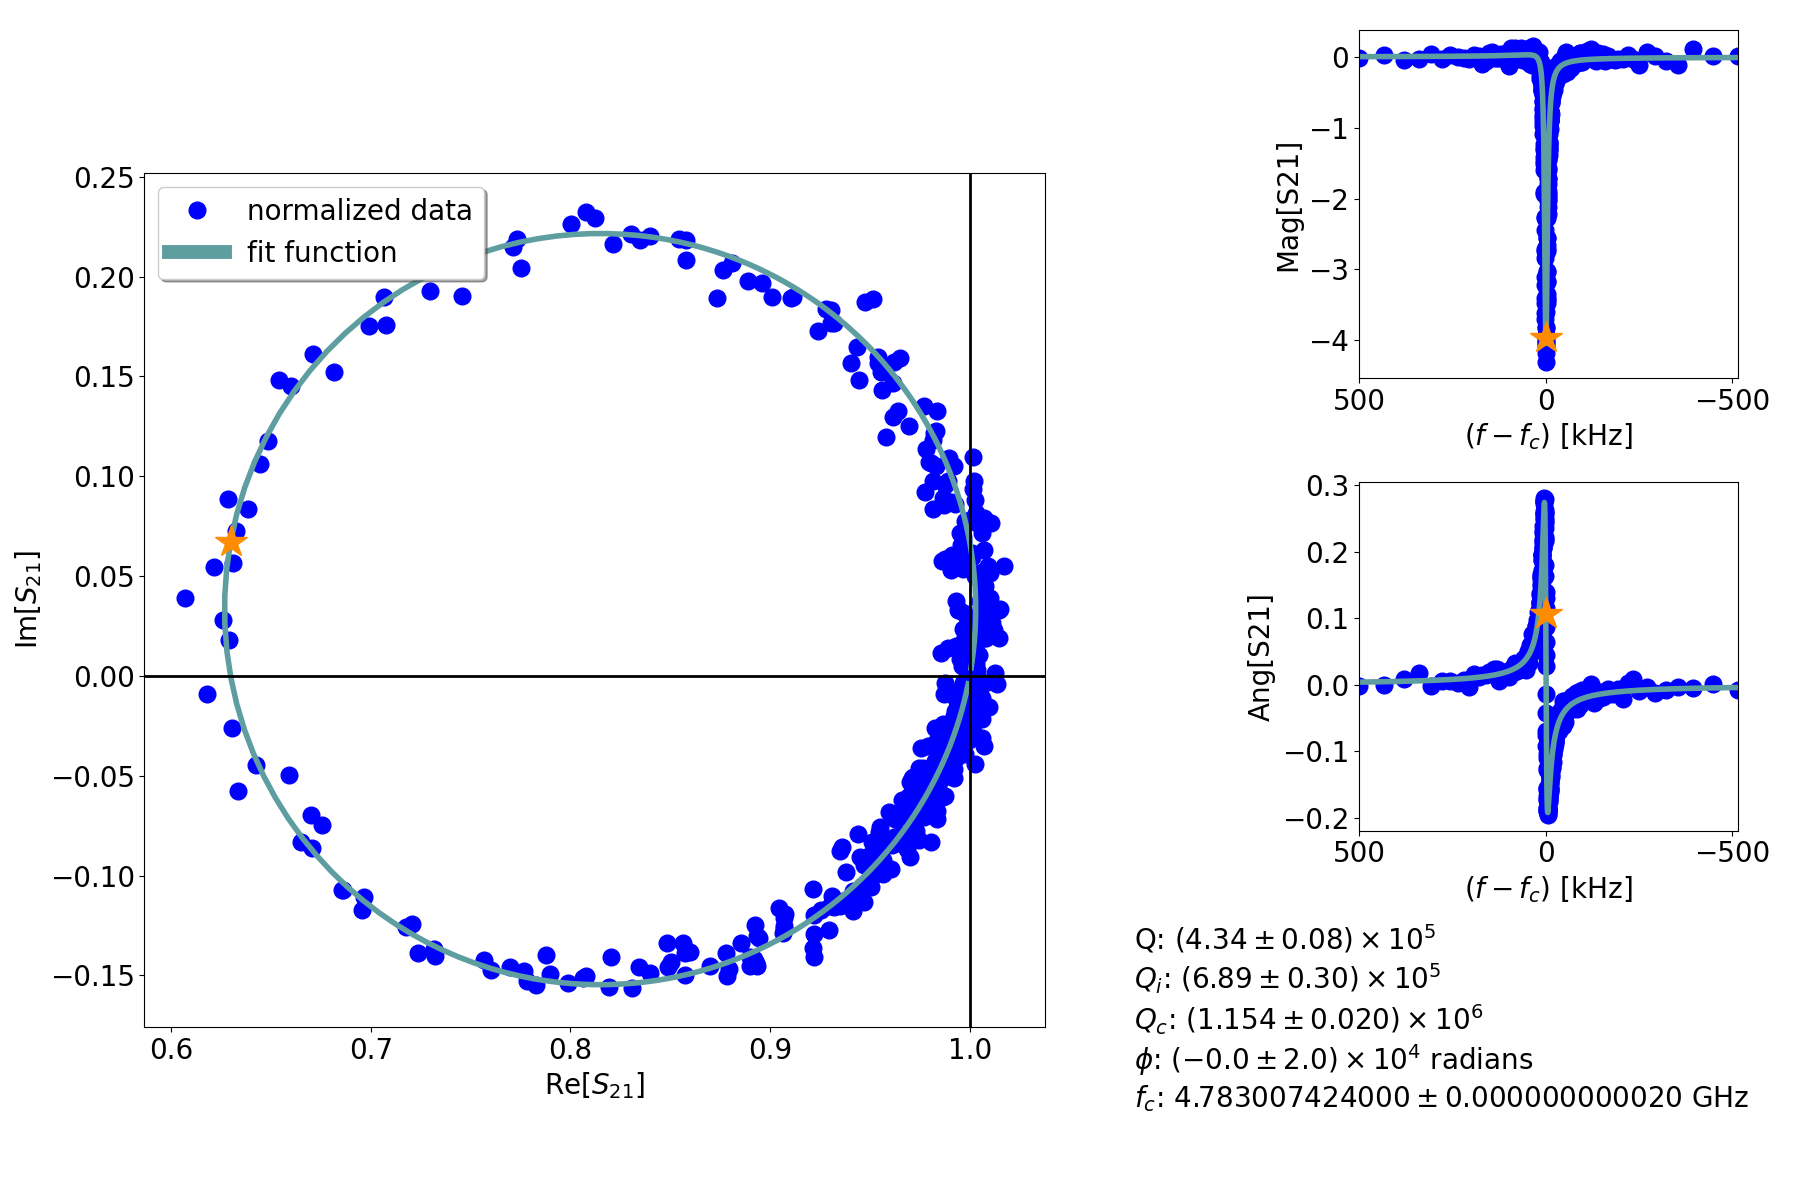 normalized data
fit function
0.25
0.20
0.15
0.10
0.05
0.00
−0.05
−0.10
−0.15
Im[S21]
0.6 0.7 0.8 0.9 1.0
Re[S21]
0
−1
−2
−3
−4
Mag[S21]
500 0 −500
(f − fc) [kHz]
0.3
0.2
0.1
0.0
−0.1
−0.2
Ang[S21]
500 0 −500
(f − fc) [kHz]
Q: (4.34 ± 0.08) × 10^5
Qi: (6.89 ± 0.30) × 10^5
Qc: (1.154 ± 0.020) × 10^6
ϕ: (−0.0 ± 2.0) × 10^4 radians
fc: 4.783007424000 ± 0.000000000020 GHz